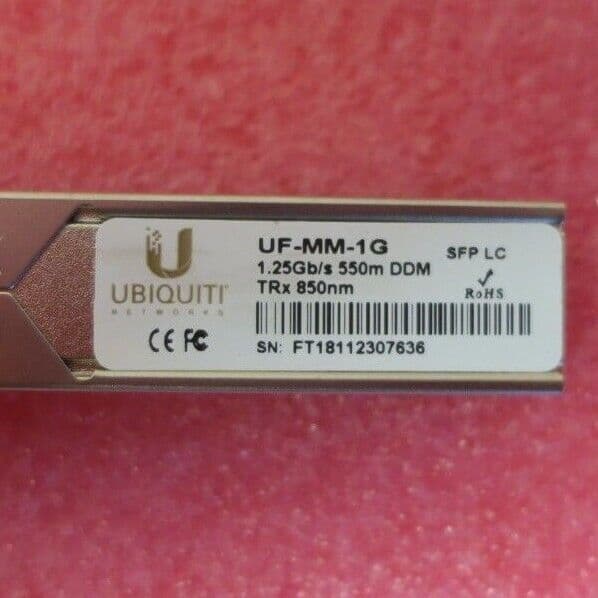 UBIQUITI
NETWORKS
CE FC
UF-MM-1G
1.25Gb/s 550m DDM
TRx 850nm
SFP LC
RoHS
SN: FT18112307636